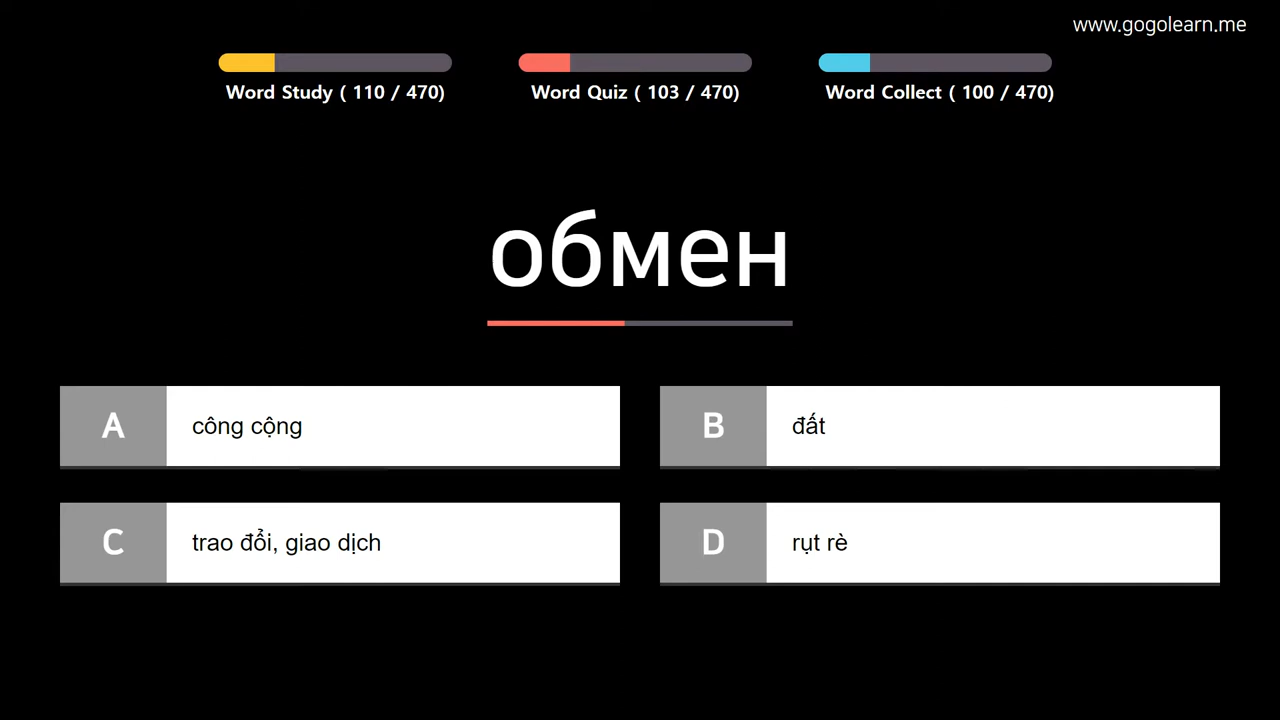 www.gogolearn.me
Word Study ( 110 / 470)
Word Quiz ( 103 / 470)
Word Collect ( 100 / 470)
обмен
A công cộng
B đất
C trao đổi, giao dịch
D rụt rè